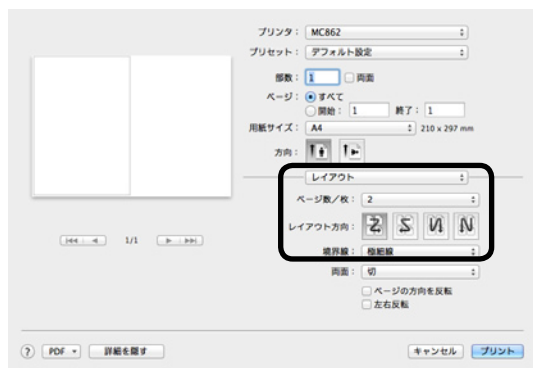 プリンタ： MC862
プリセット： デフォルト設定
部数： 1 両面
ページ： すべて
開始： 1 終了： 1
用紙サイズ： A4 210 x 297 mm
方向：
レイアウト
ページ数／枚： 2
レイアウト方向：
境界線： 極細線
両面： 切
ページの方向を反転
左右反転
1/1
? PDF 詳細を隠す キャンセル プリント